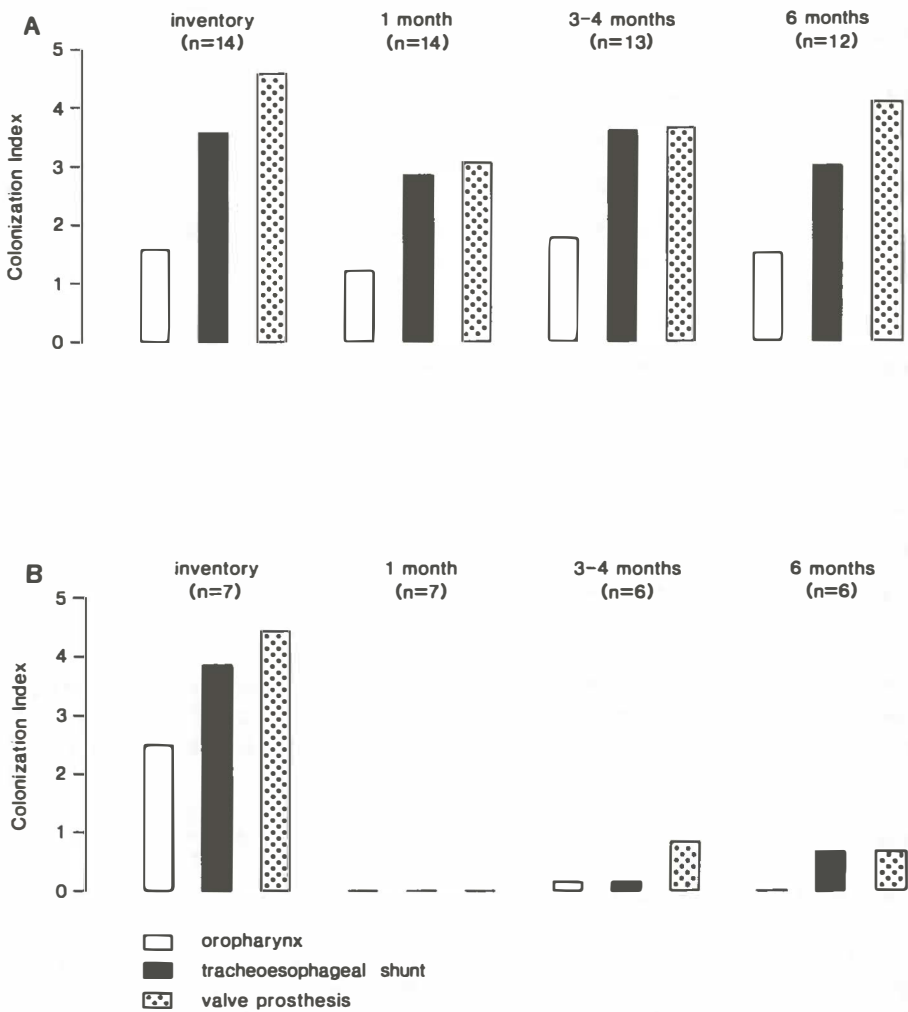 A
inventory
(n=14)
1 month
(n=14)
3-4 months
(n=13)
6 months
(n=12)
Colonization Index
5
4
3
2
1
0
B
inventory
(n=7)
1 month
(n=7)
3-4 months
(n=6)
6 months
(n=6)
Colonization Index
5
4
3
2
1
0
oropharynx
tracheoesophageal shunt
valve prosthesis